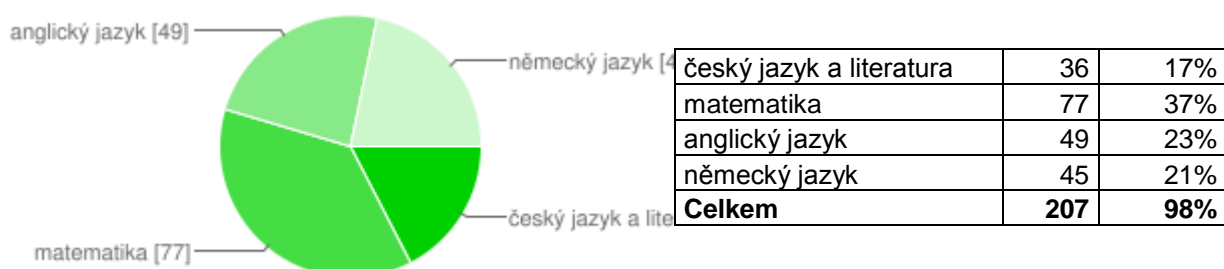 anglický jazyk [49]
německý jazyk [4
český jazyk a lite
matematika [77]
český jazyk a literatura 36 17%
matematika 77 37%
anglický jazyk 49 23%
německý jazyk 45 21%
Celkem 207 98%